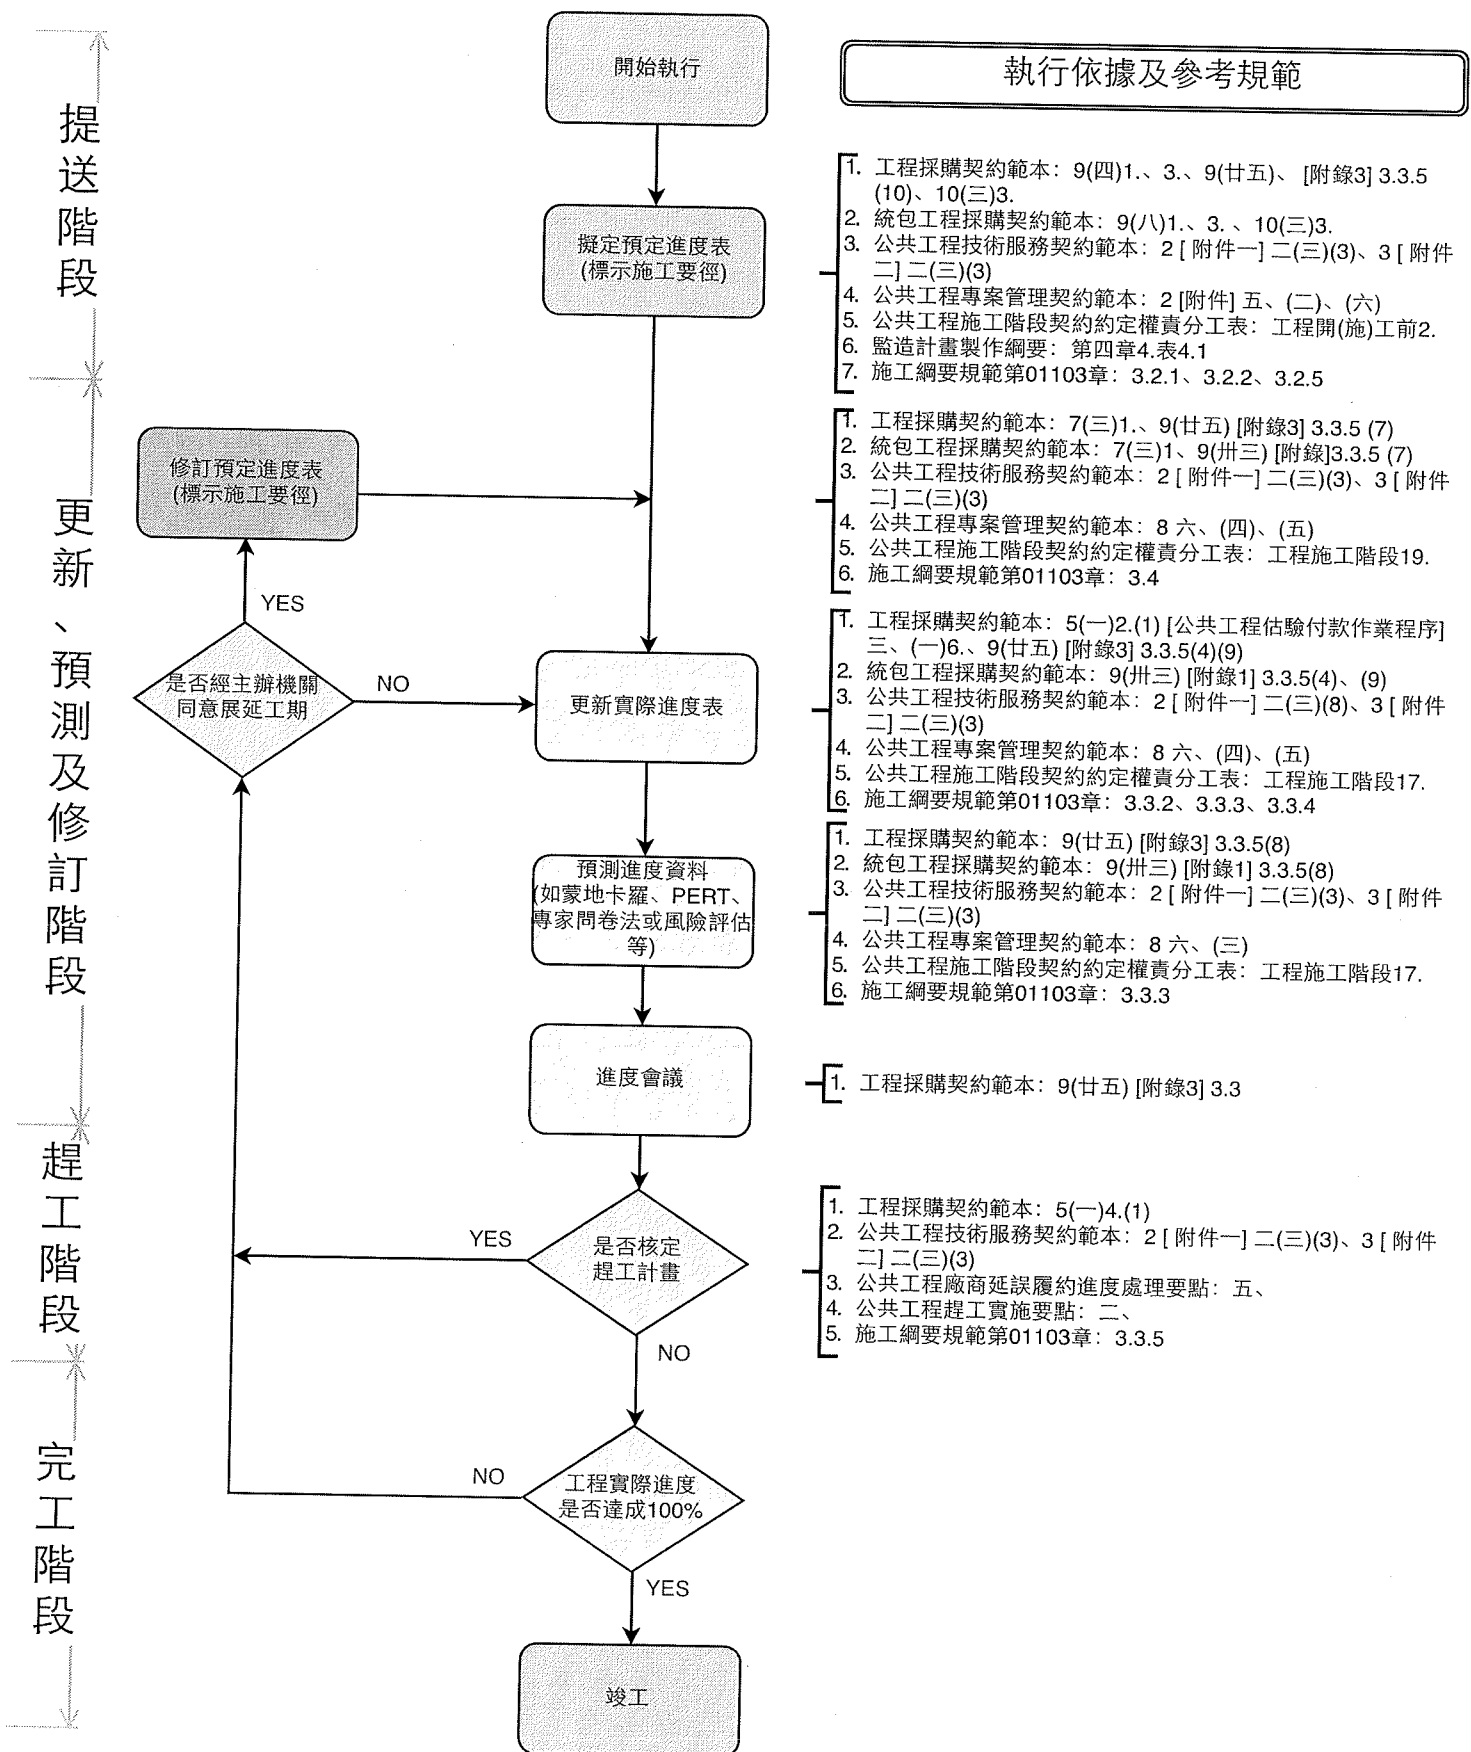 提送階段
更新、預測及修訂階段
趕工階段
完工階段
開始執行
擬定預定進度表
(標示施工要徑)
修訂預定進度表
(標示施工要徑)
YES
是否經主辦機關
同意展延工期
NO
更新實際進度表
預測進度資料
(如蒙地卡羅、PERT、
專家問卷法或風險評估
等)
進度會議
YES
是否核定
趕工計畫
NO
NO
工程實際進度
是否達成100%
YES
竣工
執行依據及參考規範
1. 工程採購契約範本：9(四)1.、3.、9(廿五)、 [附錄3] 3.3.5
(10)、10(三)3.
2. 統包工程採購契約範本：9(八)1.、3. 、10(三)3.
3. 公共工程技術服務契約範本：2 [ 附件一] 二(三)(3)、3 [ 附件
二] 二(三)(3)
4. 公共工程專案管理契約範本：2 [附件] 五、(二)、(六)
5. 公共工程施工階段契約約定權責分工表：工程開(施)工前2.
6. 監造計畫製作綱要：第四章4.表4.1
7. 施工綱要規範第01103章：3.2.1、3.2.2、3.2.5
1. 工程採購契約範本：7(三)1.、9(廿五) [附錄3] 3.3.5 (7)
2. 統包工程採購契約範本：7(三)1、9(卅三) [附錄]3.3.5 (7)
3. 公共工程技術服務契約範本：2 [ 附件一] 二(三)(3)、3 [ 附件
二] 二(三)(3)
4. 公共工程專案管理契約範本：8 六、(四)、(五)
5. 公共工程施工階段契約約定權責分工表：工程施工階段19.
6. 施工綱要規範第01103章：3.4
1. 工程採購契約範本：5(一)2.(1) [公共工程估驗付款作業程序]
三、(一)6.、9(廿五) [附錄3] 3.3.5(4)(9)
2. 統包工程採購契約範本：9(卅三) [附錄1] 3.3.5(4)、(9)
3. 公共工程技術服務契約範本：2 [ 附件一] 二(三)(8)、3 [ 附件
二] 二(三)(3)
4. 公共工程專案管理契約範本：8 六、(四)、(五)
5. 公共工程施工階段契約約定權責分工表：工程施工階段17.
6. 施工綱要規範第01103章：3.3.2、3.3.3、3.3.4
1. 工程採購契約範本：9(廿五) [附錄3] 3.3.5(8)
2. 統包工程採購契約範本：9(卅三) [附錄1] 3.3.5(8)
3. 公共工程技術服務契約範本：2 [ 附件一] 二(三)(3)、3 [ 附件
二] 二(三)(3)
4. 公共工程專案管理契約範本：8 六、(三)
5. 公共工程施工階段契約約定權責分工表：工程施工階段17.
6. 施工綱要規範第01103章：3.3.3
1. 工程採購契約範本：9(廿五) [附錄3] 3.3
1. 工程採購契約範本：5(一)4.(1)
2. 公共工程技術服務契約範本：2 [ 附件一] 二(三)(3)、3 [ 附件
二] 二(三)(3)
3. 公共工程廠商延誤履約進度處理要點：五、
4. 公共工程趕工實施要點：二、
5. 施工綱要規範第01103章：3.3.5